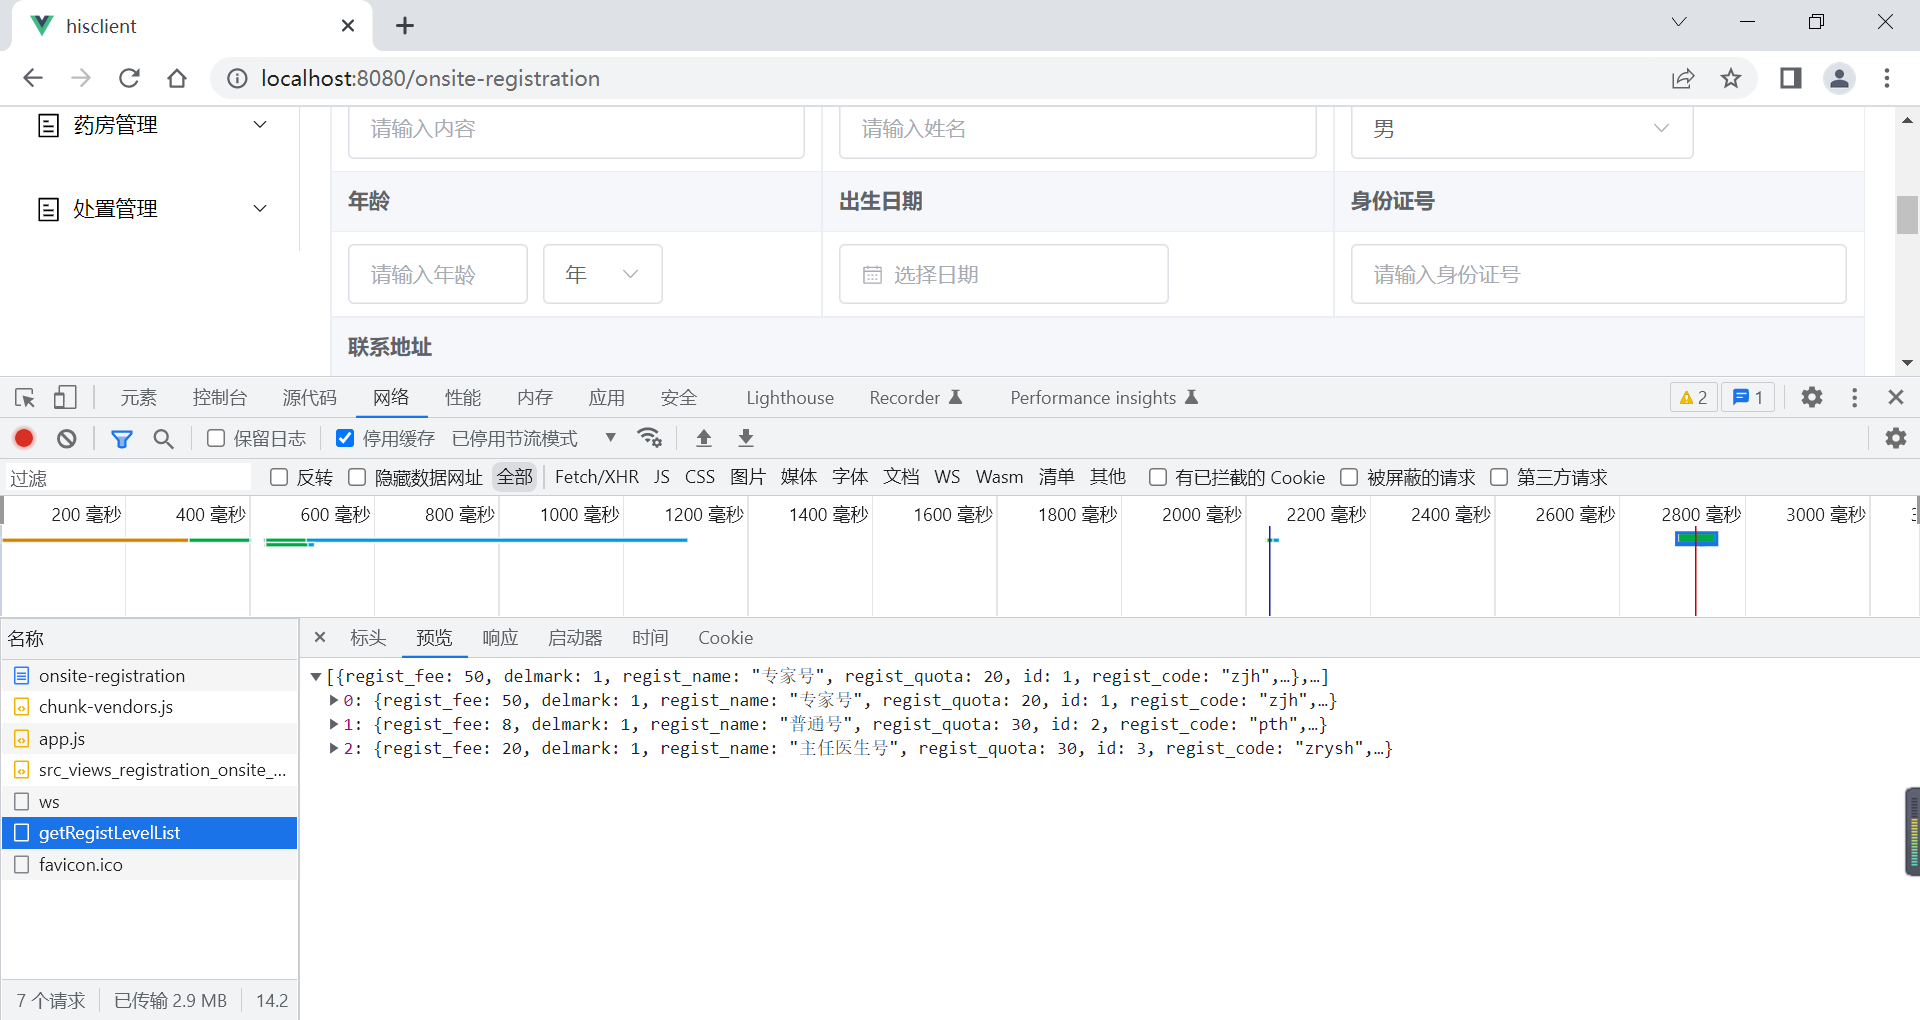 hisclient
localhost:8080/onsite-registration
药房管理
请输入内容 请输入姓名 男
处置管理
年龄 出生日期 身份证号
请输入年龄 年 选择日期 请输入身份证号
联系地址
元素 控制台 源代码 网络 性能 内存 应用 安全 Lighthouse Recorder Performance insights 2 1
保留日志 停用缓存 已停用节流模式
过滤 反转 隐藏数据网址 全部 Fetch/XHR JS CSS 图片 媒体 字体 文档 WS Wasm 清单 其他 有已拦截的 Cookie 被屏蔽的请求 第三方请求
200 毫秒 400 毫秒 600 毫秒 800 毫秒 1000 毫秒 1200 毫秒 1400 毫秒 1600 毫秒 1800 毫秒 2000 毫秒 2200 毫秒 2400 毫秒 2600 毫秒 2800 毫秒 3000 毫秒
名称
onsite-registration
chunk-vendors.js
app.js
src_views_registration_onsite_...
ws
getRegistLevelList
favicon.ico
7 个请求 已传输 2.9 MB 14.2
标头 预览 响应 启动器 时间 Cookie
[{regist_fee: 50, delmark: 1, regist_name: "专家号", regist_quota: 20, id: 1, regist_code: "zjh",…},…]
0: {regist_fee: 50, delmark: 1, regist_name: "专家号", regist_quota: 20, id: 1, regist_code: "zjh",…}
1: {regist_fee: 8, delmark: 1, regist_name: "普通号", regist_quota: 30, id: 2, regist_code: "pth",…}
2: {regist_fee: 20, delmark: 1, regist_name: "主任医生号", regist_quota: 30, id: 3, regist_code: "zrysh",…}